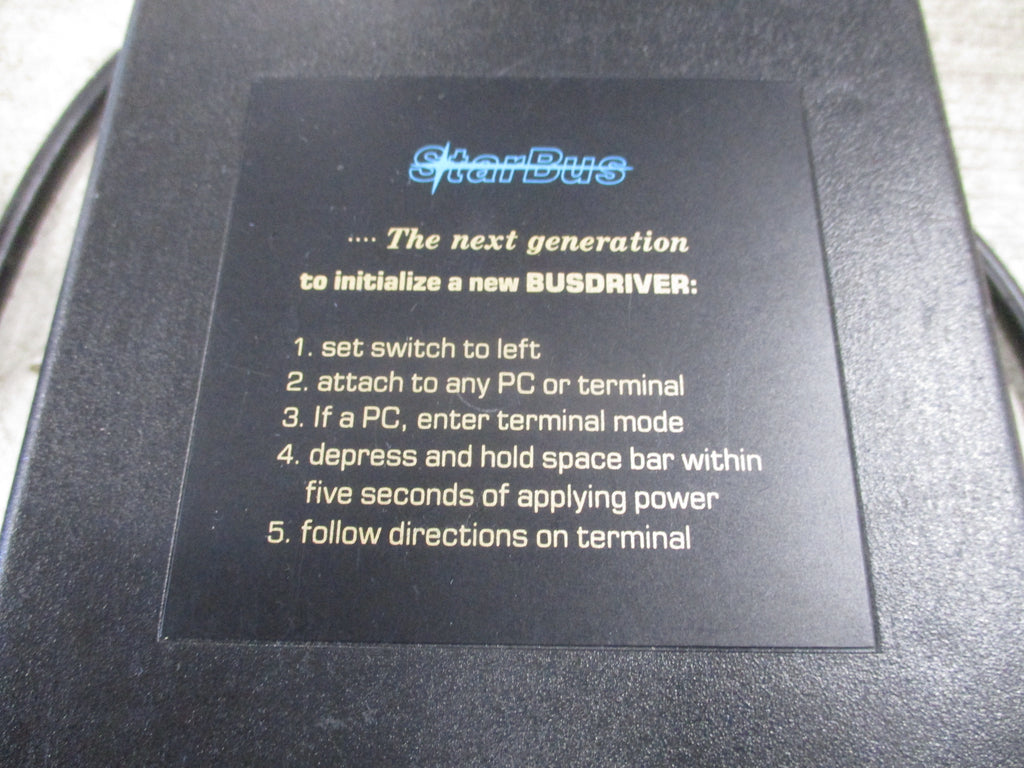 StarBus
.... The next generation
to initialize a new BUSDRIVER:
1. set switch to left
2. attach to any PC or terminal
3. If a PC, enter terminal mode
4. depress and hold space bar within
five seconds of applying power
5. follow directions on terminal